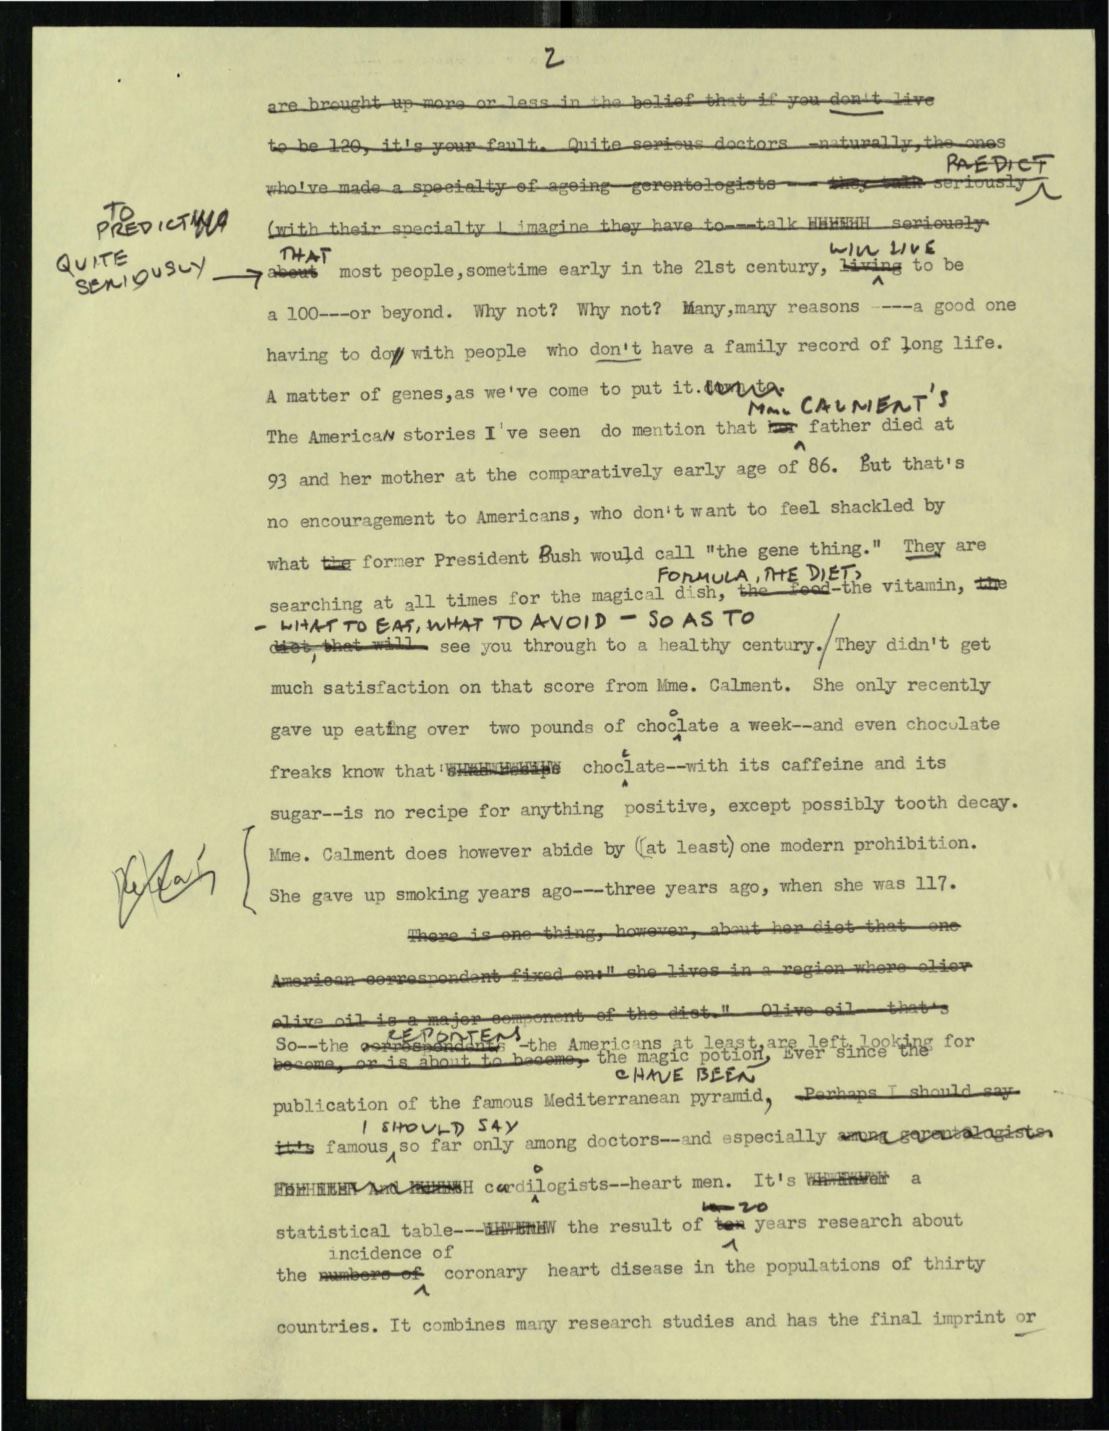 2
are brought up more or less in the belief that if you don't live
to be 120, it's your fault. Quite serious doctors -naturally,the ones
PREDICT
who've made a specialty of ageing gerontologists --- they talk seriously
TO
PREDICT
(with their specialty I imagine they have to---talk HHHHHH seriously
QUITE
SERIOUSLY
THAT
WILL LIVE
about most people,sometime early in the 21st century, living to be
a 100---or beyond. Why not? Why not? Many,many reasons ----a good one
having to do with people who don't have a family record of long life.
A matter of genes,as we've come to put it.
Mme CALMENT'S
The American stories I've seen do mention that her father died at
93 and her mother at the comparatively early age of 86. But that's
no encouragement to Americans, who don't want to feel shackled by
what the former President Bush would call "the gene thing." They are
FORMULA, THE DIET,
searching at all times for the magical dish, the food-the vitamin, the
- WHAT TO EAT, WHAT TO AVOID - SO AS TO
diet, that will see you through to a healthy century./They didn't get
much satisfaction on that score from Mme. Calment. She only recently
o
gave up eating over two pounds of choclate a week--and even chocolate
freaks know that choclate--with its caffeine and its
sugar--is no recipe for anything positive, except possibly tooth decay.
Mme. Calment does however abide by (at least) one modern prohibition.
She gave up smoking years ago---three years ago, when she was 117.
There is one thing, however, about her diet that one
American correspondent fixed on:" she lives in a region where oliev
olive oil is a major component of the diet." Olive oil--that's
REPORTERS
So--the correspondents -the Americans at least,are left looking for
become, or is about to become, the magic potion, Ever since the
HAVE BEEN
publication of the famous Mediterranean pyramid, Perhaps I should say
I SHOULD SAY
it's famous,so far only among doctors--and especially among gerontologists
o
and cardilogists--heart men. It's a
20
statistical table--- the result of ten years research about
incidence of
the numbers of coronary heart disease in the populations of thirty
countries. It combines many research studies and has the final imprint or